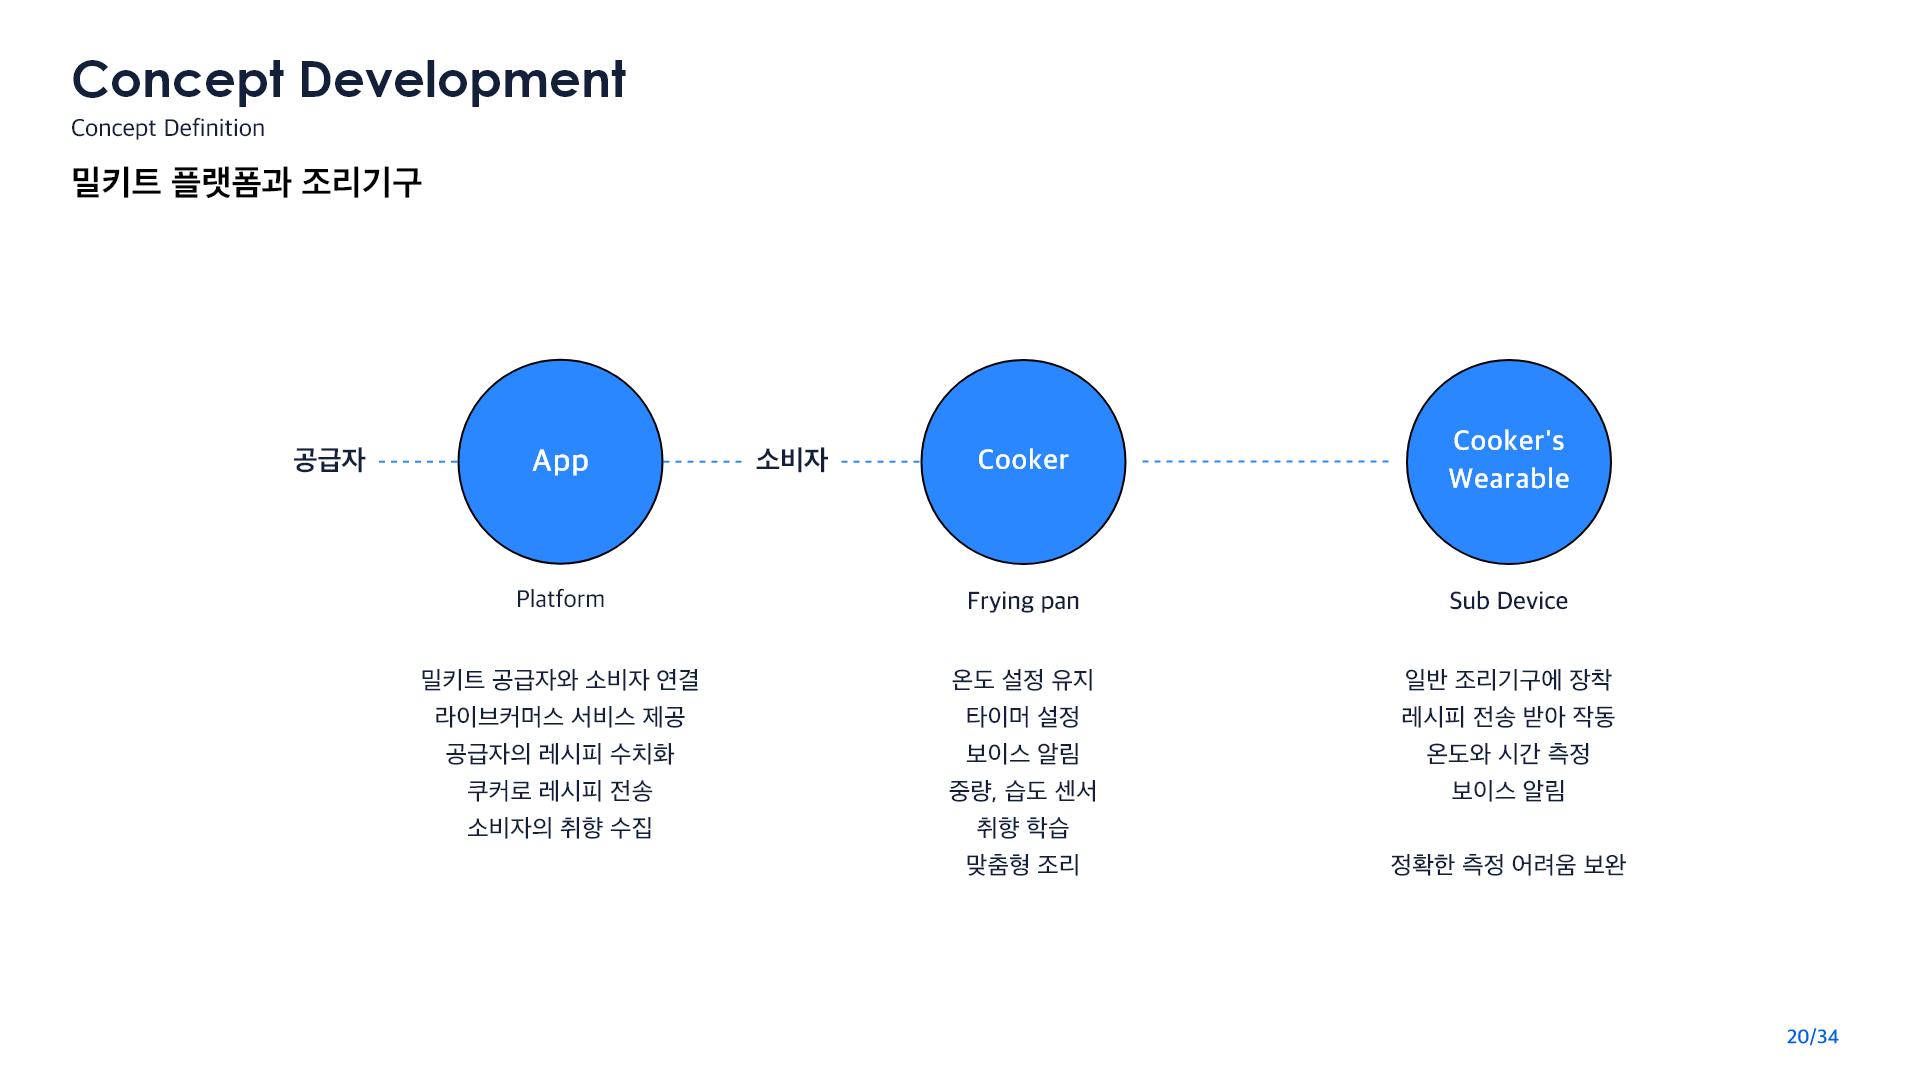 Concept Development
Concept Definition
밀키트 플랫폼과 조리기구
공급자
App
소비자
Cooker
Cooker's
Wearable
Platform
밀키트 공급자와 소비자 연결
라이브커머스 서비스 제공
공급자의 레시피 수치화
쿠커로 레시피 전송
소비자의 취향 수집
Frying pan
온도 설정 유지
타이머 설정
보이스 알림
중량, 습도 센서
취향 학습
맞춤형 조리
Sub Device
일반 조리기구에 장착
레시피 전송 받아 작동
온도와 시간 측정
보이스 알림
정확한 측정 어려움 보완
20/34